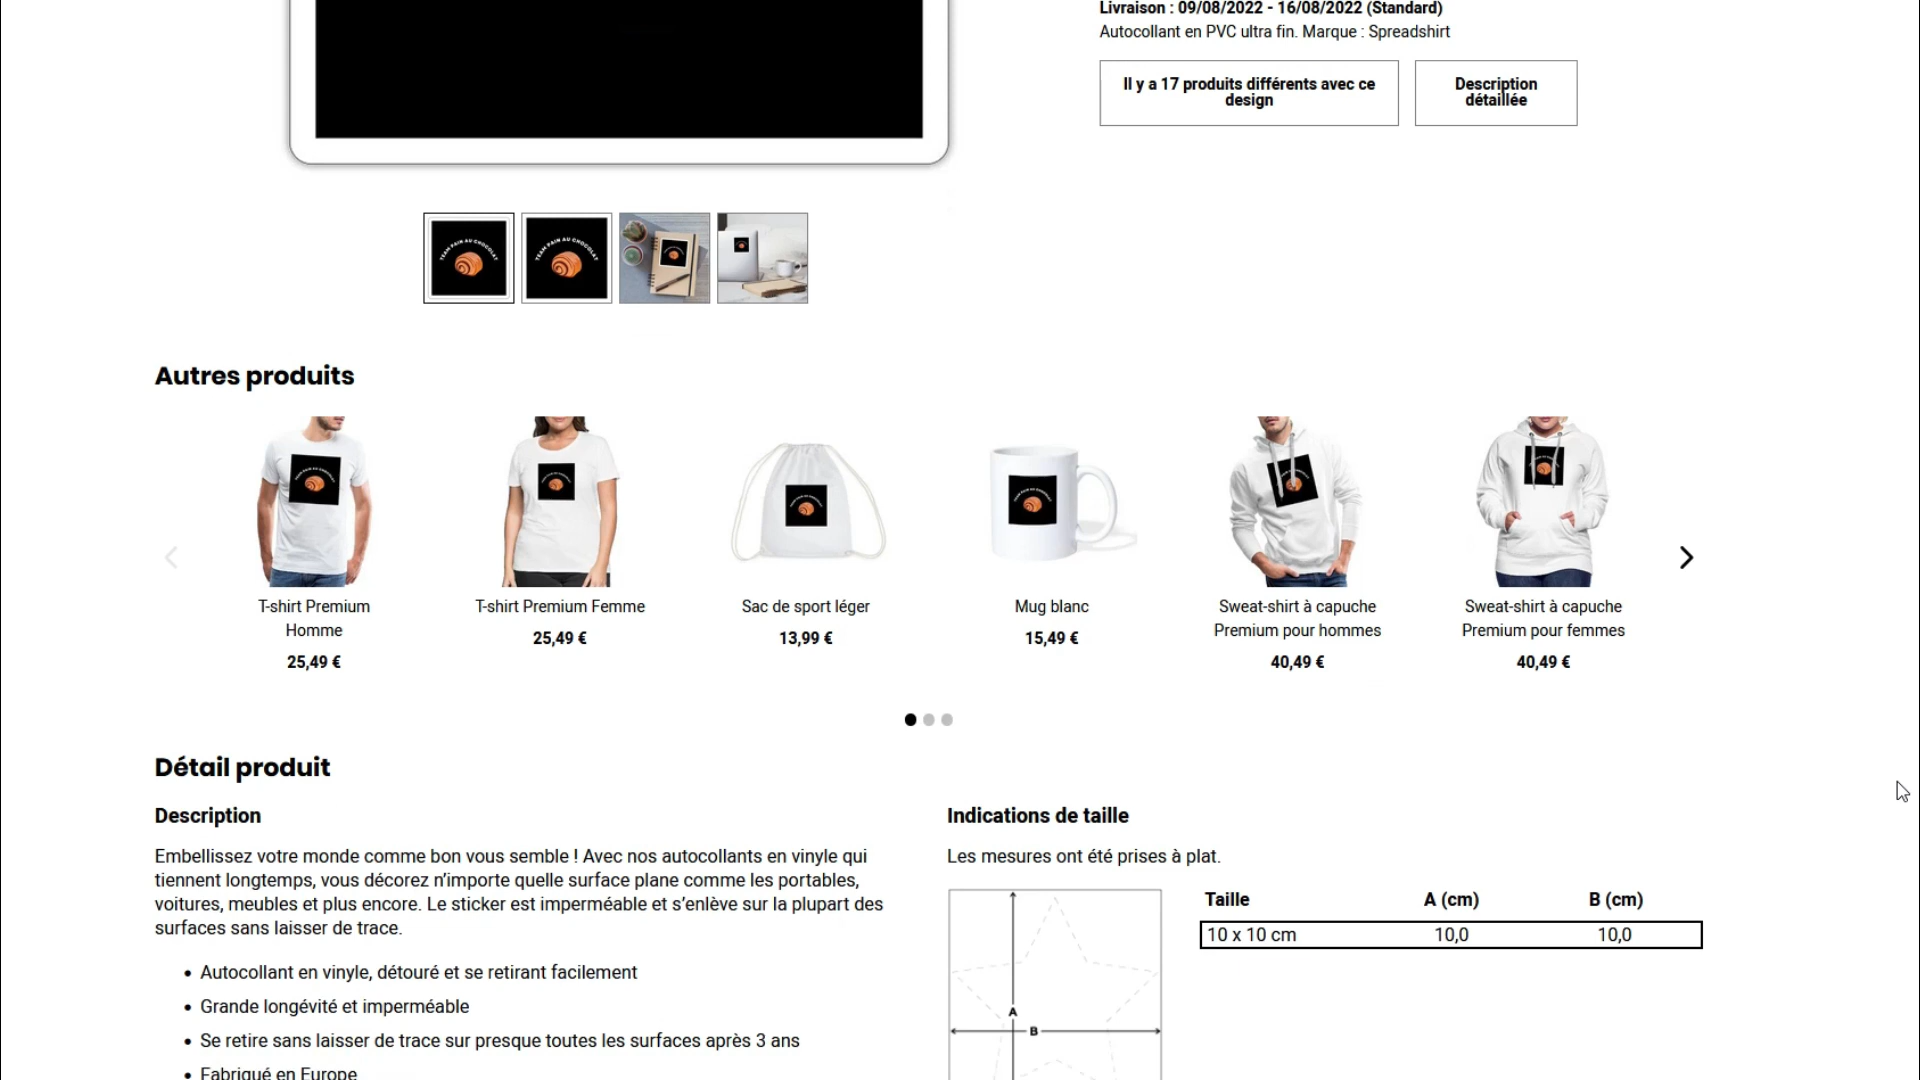 Livraison : 09/08/2022 - 16/08/2022 (Standard)
Autocollant en PVC ultra fin. Marque : Spreadshirt
Il y a 17 produits différents avec ce
design
Description
détaillée
TEAM PAIN AU CHOCOLAT
TEAM PAIN AU CHOCOLAT
Autres produits
T-shirt Premium
Homme
25,49 €
T-shirt Premium Femme
25,49 €
Sac de sport léger
13,99 €
Mug blanc
15,49 €
Sweat-shirt à capuche
Premium pour hommes
40,49 €
Sweat-shirt à capuche
Premium pour femmes
40,49 €
Détail produit
Description
Embellissez votre monde comme bon vous semble ! Avec nos autocollants en vinyle qui
tiennent longtemps, vous décorez n’importe quelle surface plane comme les portables,
voitures, meubles et plus encore. Le sticker est imperméable et s’enlève sur la plupart des
surfaces sans laisser de trace.
• Autocollant en vinyle, détouré et se retirant facilement
• Grande longévité et imperméable
• Se retire sans laisser de trace sur presque toutes les surfaces après 3 ans
• Fabriqué en Europe
Indications de taille
Les mesures ont été prises à plat.
A
B
Taille A (cm) B (cm)
10 x 10 cm 10,0 10,0